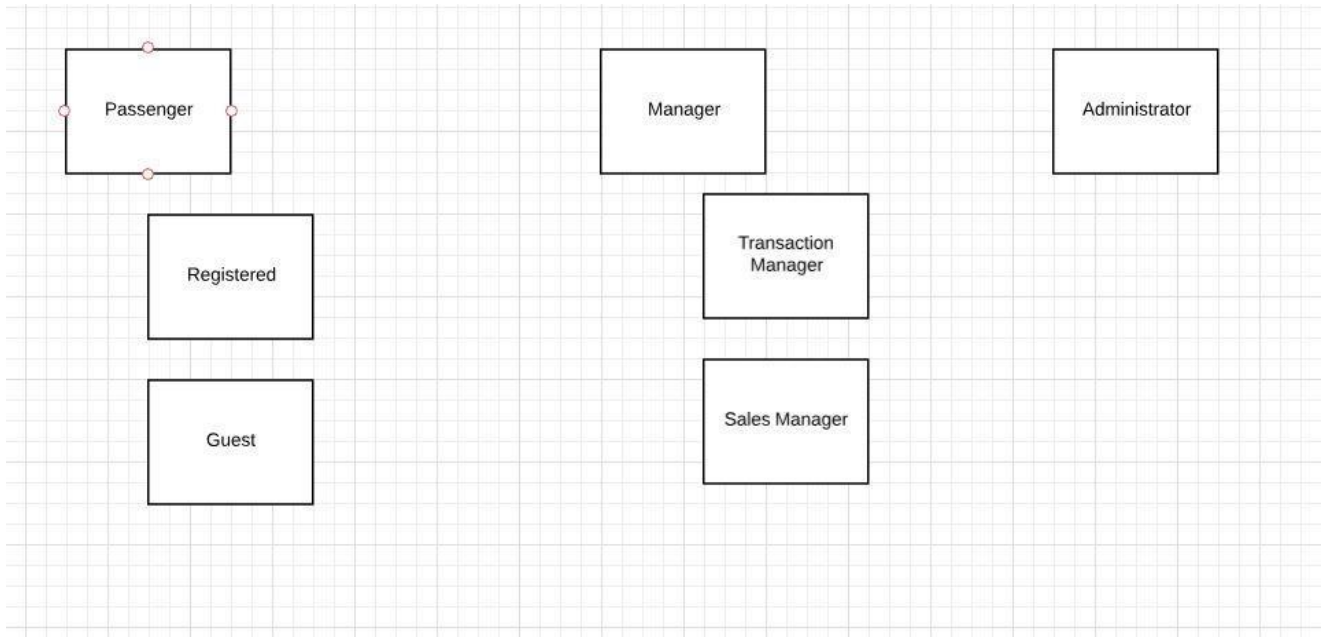 Passenger
Manager
Administrator
Transaction
Manager
Registered
Sales Manager
Guest